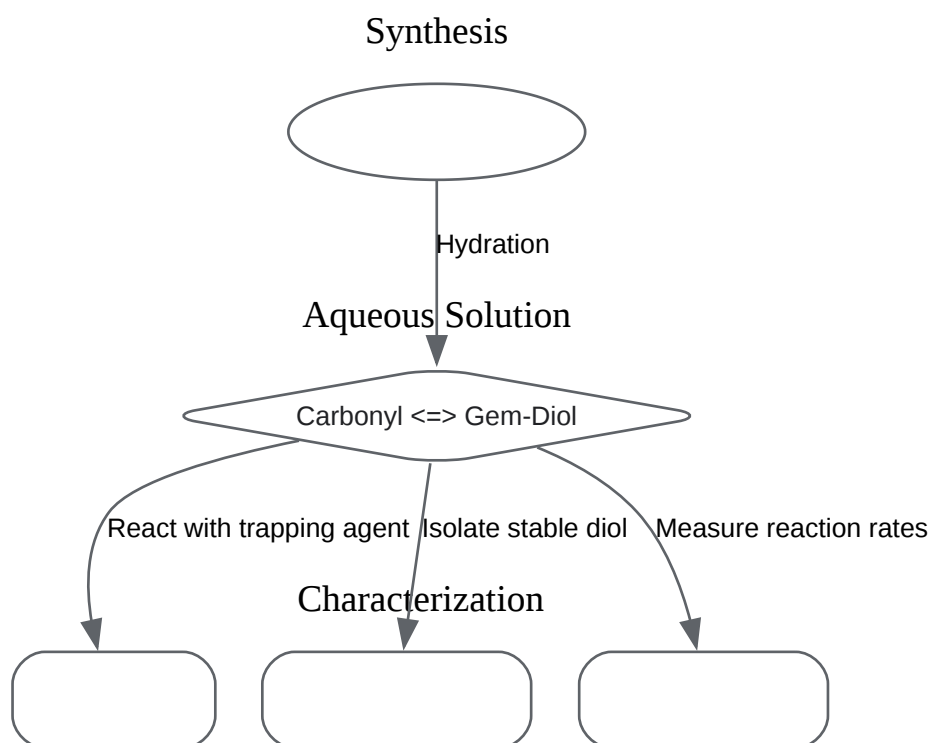 Synthesis
Hydration
Aqueous Solution
Carbonyl <=> Gem-Diol
React with trapping agent
Isolate stable diol
Measure reaction rates
Characterization